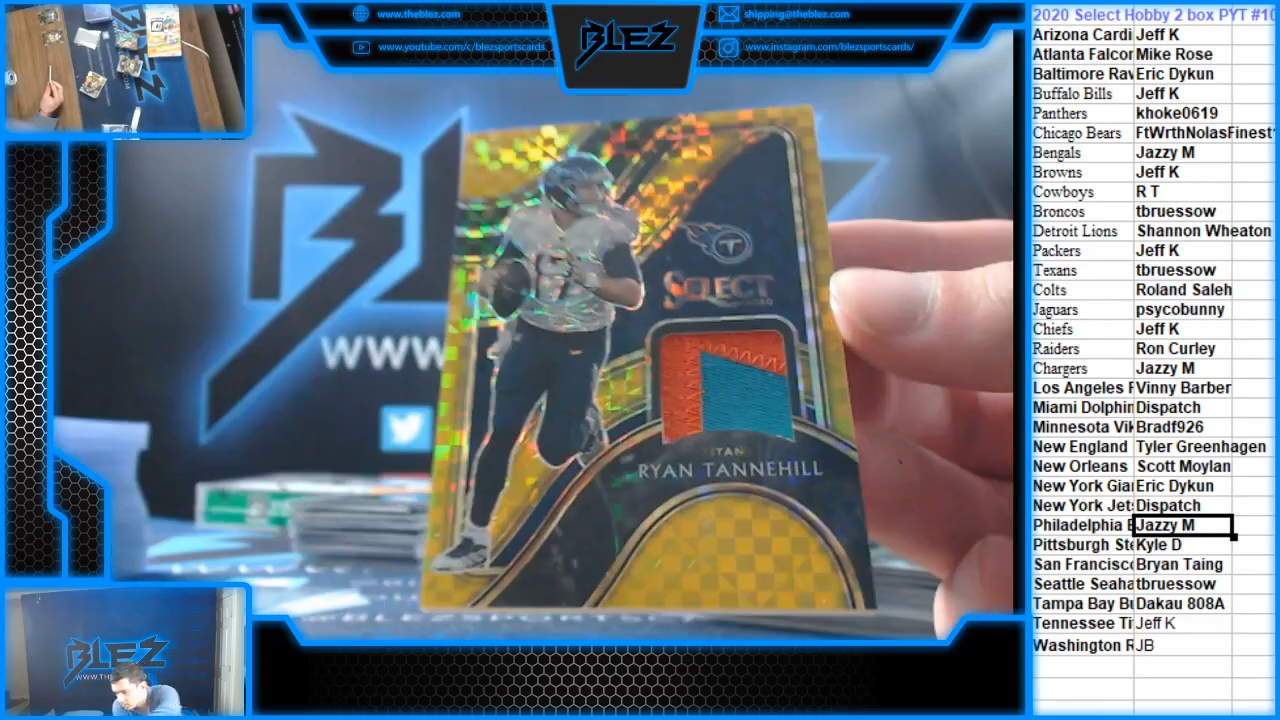 www.theblez.com
www.youtube.com/c/blezsportscards
BLEZ
shipping@theblez.com
www.instagram.com/blezsportscards/
BLEZ
WWW
T
SELECT
TITAN
RYAN TANNEHILL
BLEZ
2020 Select Hobby 2 box PYT #10
Arizona Cardi Jeff K
Atlanta Falcor Mike Rose
Baltimore Rav Eric Dykun
Buffalo Bills Jeff K
Panthers khoke0619
Chicago Bears FtWrthNolasFinest
Bengals Jazzy M
Browns Jeff K
Cowboys R T
Broncos tbruessow
Detroit Lions Shannon Wheaton
Packers Jeff K
Texans tbruessow
Colts Roland Saleh
Jaguars psycobunny
Chiefs Jeff K
Raiders Ron Curley
Chargers Jazzy M
Los Angeles F Vinny Barber
Miami Dolphin Dispatch
Minnesota Vik Bradf926
New England Tyler Greenhagen
New Orleans Scott Moylan
New York Gia Eric Dykun
New York Jets Dispatch
Philadelphia E Jazzy M
Pittsburgh Ste Kyle D
San Francisco Bryan Taing
Seattle Seaha tbruessow
Tampa Bay Bu Dakau 808A
Tennessee Ti Jeff K
Washington R JB